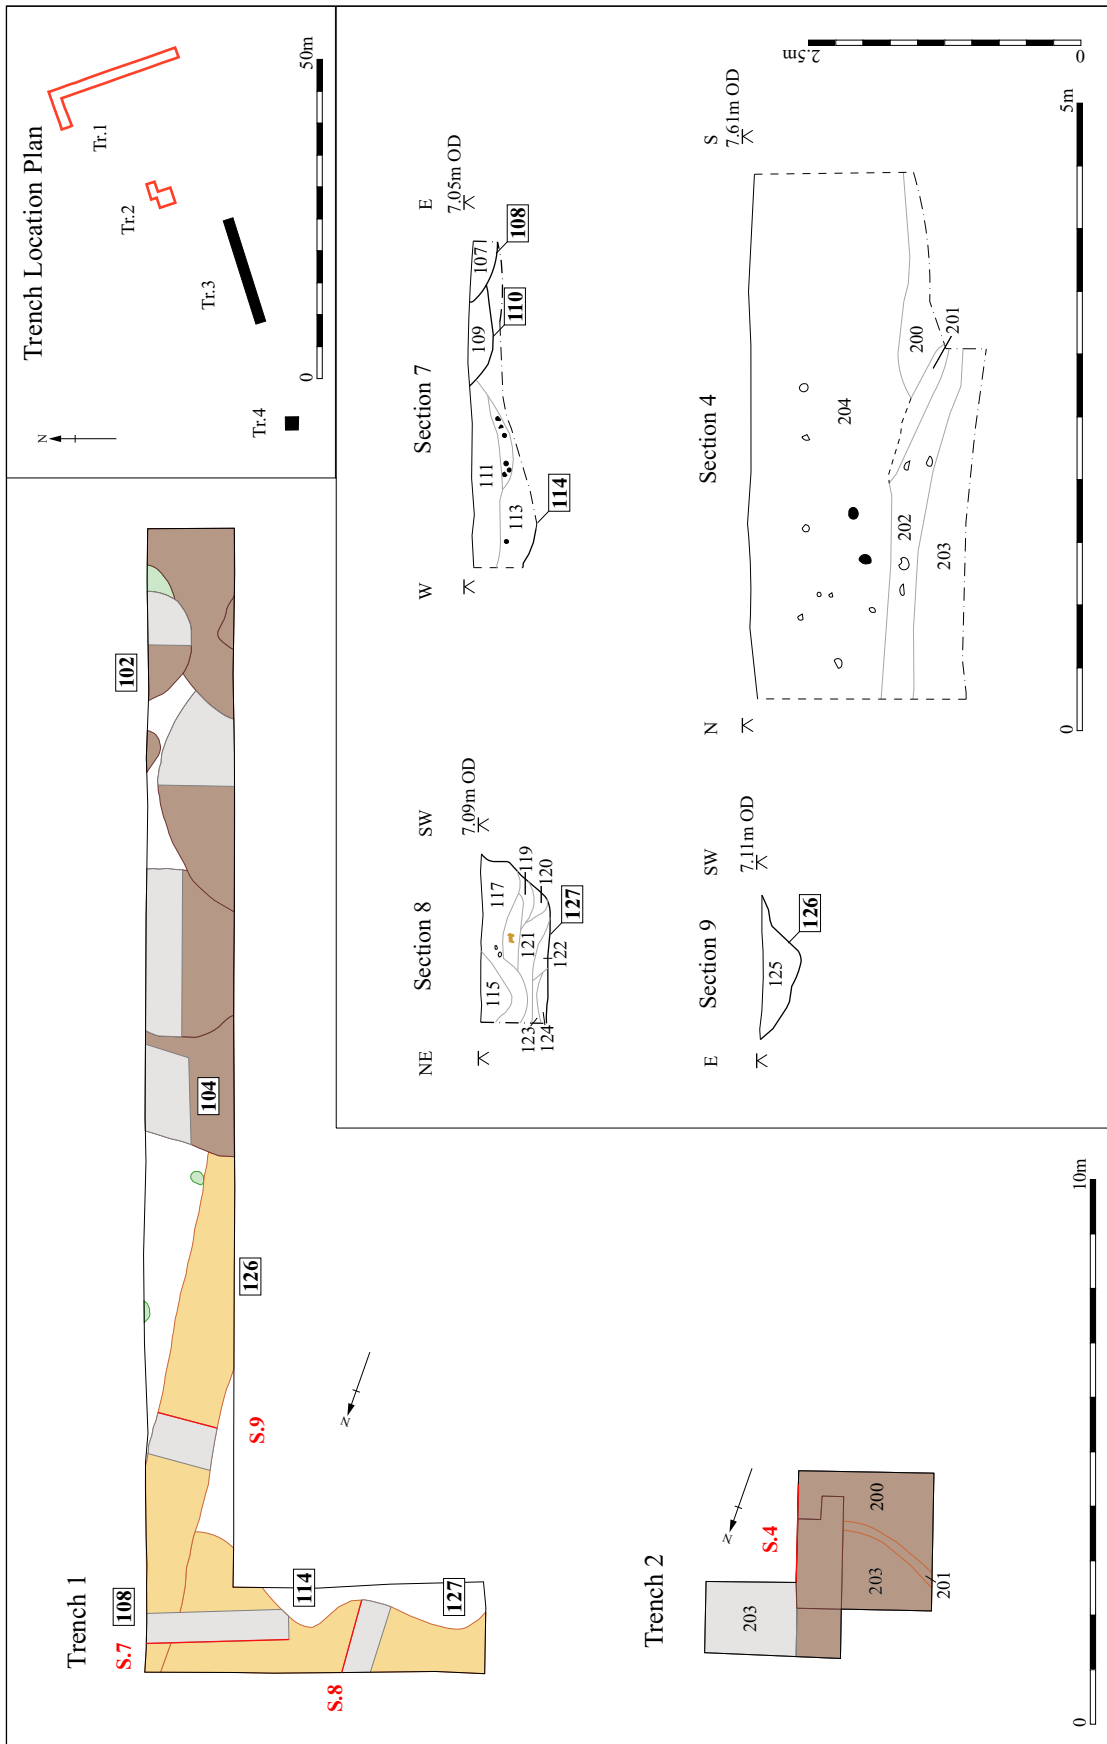 Trench Location Plan
N
Tr.1
Tr.2
Tr.3
Tr.4
0
50m
Trench 1
S.7
108
S.8
114
127
S.9
126
104
102
N
Trench 2
S.4
N
203
203
200
201
0
10m
Section 7
W
E
7.05m OD
111
113
109
107
114
110
108
Section 8
NE
SW
7.09m OD
115
117
119
120
121
122
123
124
127
Section 9
E
SW
7.11m OD
125
126
Section 4
N
S
7.61m OD
204
200
201
202
203
0
5m
0
2.5m